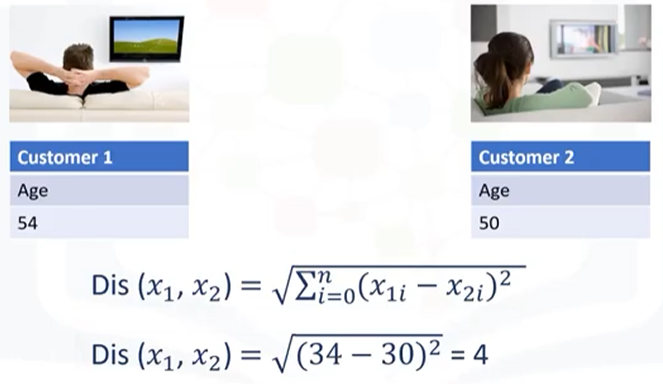 Customer 1
Age
54
Customer 2
Age
50
Dis (x₁, x₂) = √Σⁿᵢ₌₀(x₁ᵢ − x₂ᵢ)²
Dis (x₁, x₂) = √(34 − 30)² = 4